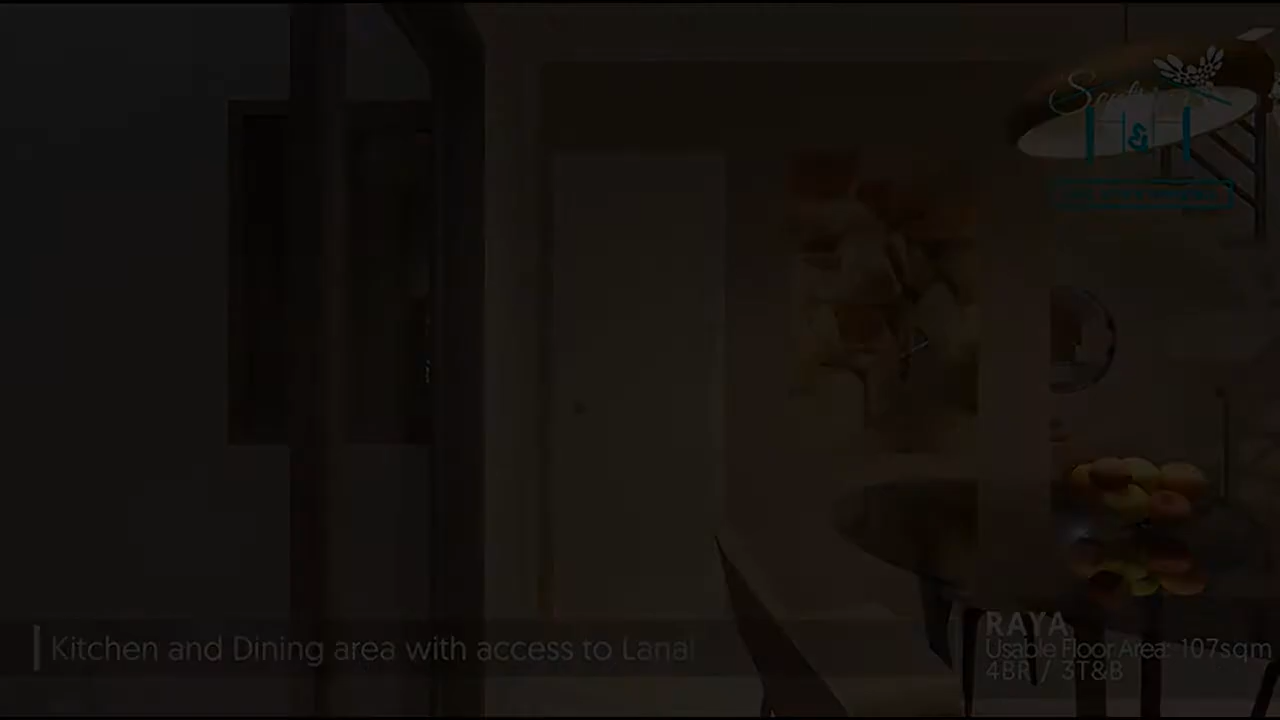 Kitchen and Dining area with access to Lanai
RAYA
Usable Floor Area: 107sqm
4BR / 3T&B